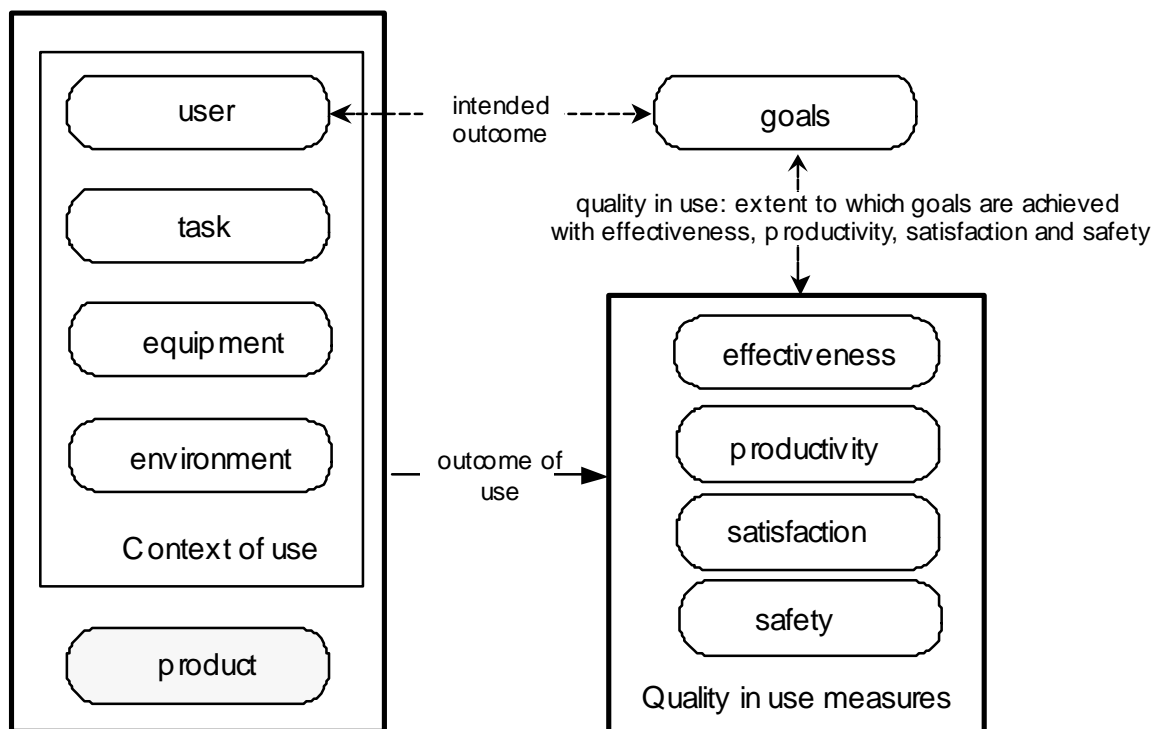 user
task
equipment
environment
Context of use
product
intended
outcome
goals
quality in use: extent to which goals are achieved
with effectiveness, productivity, satisfaction and safety
outcome of
use
effectiveness
productivity
satisfaction
safety
Quality in use measures